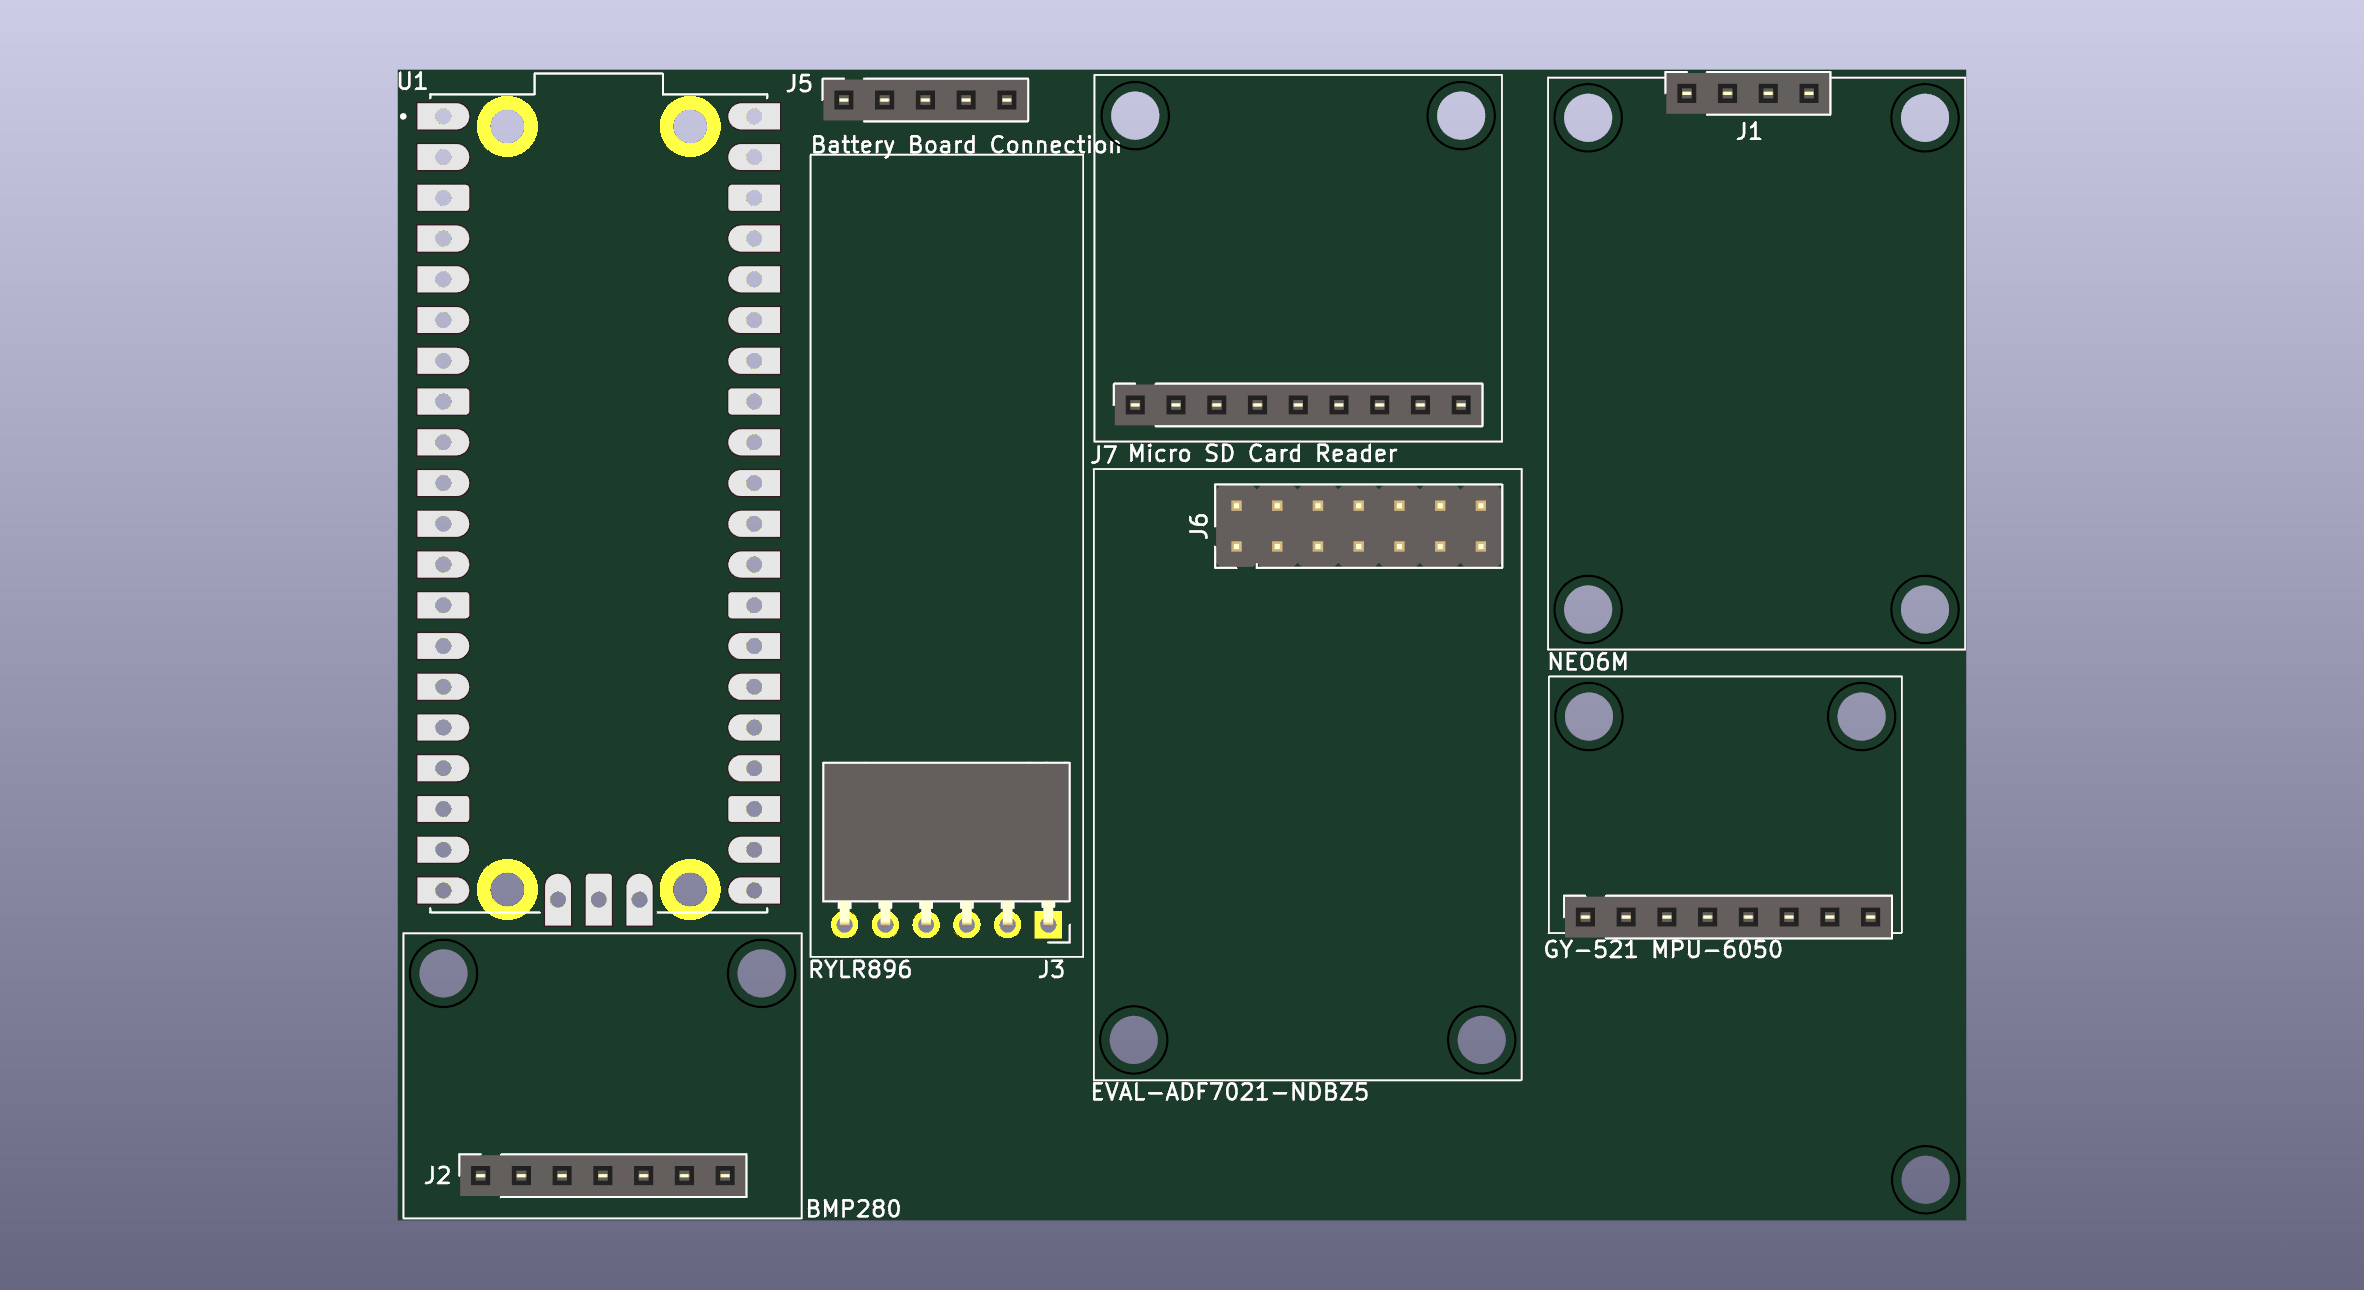 U1
J5
Battery Board Connection
J1
J7 Micro SD Card Reader
J6
NEO6M
GY-521 MPU-6050
RYLR896
J3
EVAL-ADF7021-NDBZ5
J2
BMP280